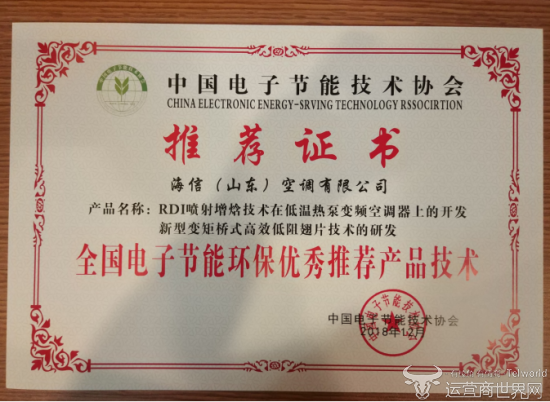 中国电子节能技术协会
CHINA ELECTRONIC ENERGY-SRVING TECHNOLOGY RSSOCIRTION
推荐证书
海信（山东）空调有限公司
产品名称：RDI喷射增焓技术在低温热泵变频空调器上的开发
新型变矩桥式高效低阻翅片技术的研发
全国电子节能环保优秀推荐产品技术
中国电子节能技术协会
2018年12月
运营商世界网